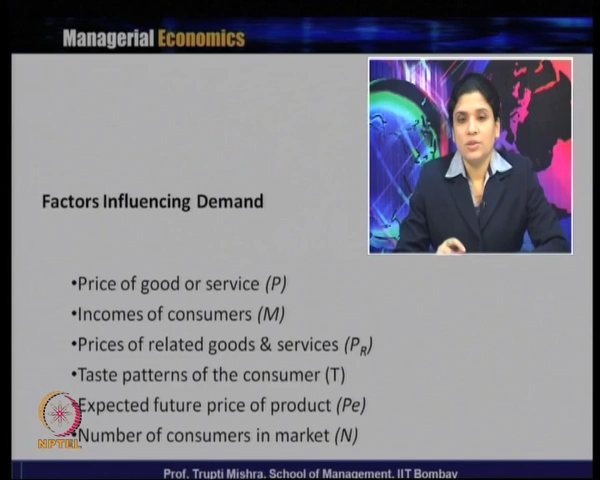 Managerial Economics
Factors Influencing Demand
•Price of good or service (P)
•Incomes of consumers (M)
•Prices of related goods & services (PR)
•Taste patterns of the consumer (T)
•Expected future price of product (Pe)
•Number of consumers in market (N)
NPTEL
Prof. Trupti Mishra, School of Management, IIT Bombay